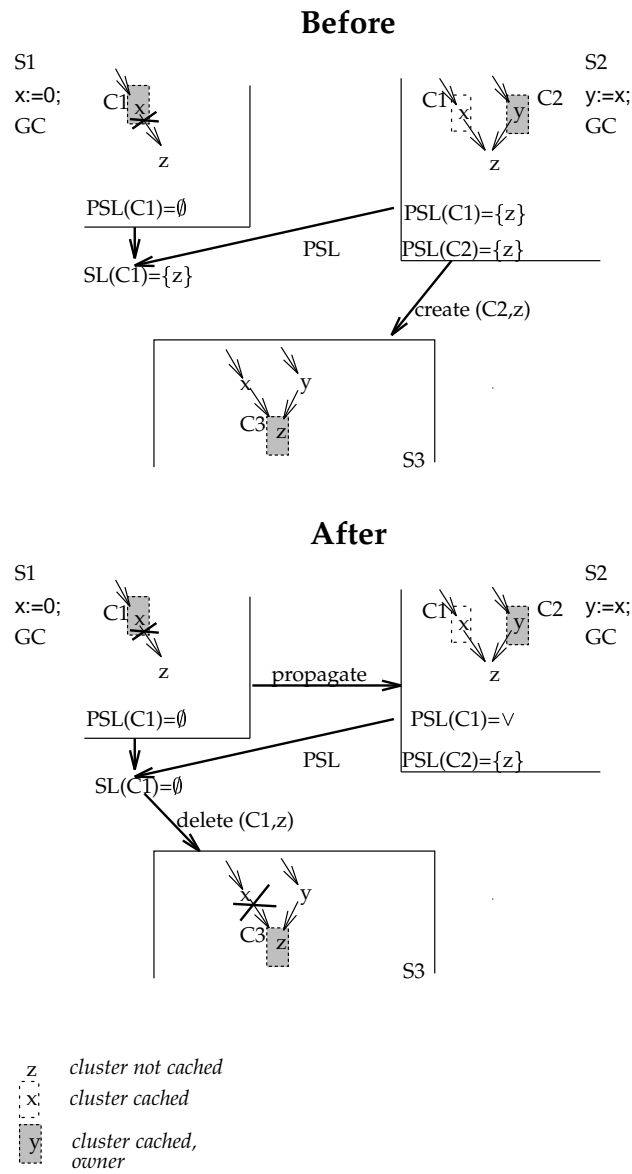 Before
S1
x:=0;
GC
C1
x
z
PSL(C1)=∅
SL(C1)={z}
PSL
S2
y:=x;
GC
C1
x
y
C2
z
PSL(C1)={z}
PSL(C2)={z}
create (C2,z)
x
y
C3
z
S3
After
S1
x:=0;
GC
C1
x
z
PSL(C1)=∅
propagate
SL(C1)=∅
PSL
S2
y:=x;
GC
C1
x
y
C2
z
PSL(C1)=∨
PSL(C2)={z}
delete (C1,z)
x
y
C3
z
S3
z cluster not cached
x cluster cached
y cluster cached,
owner